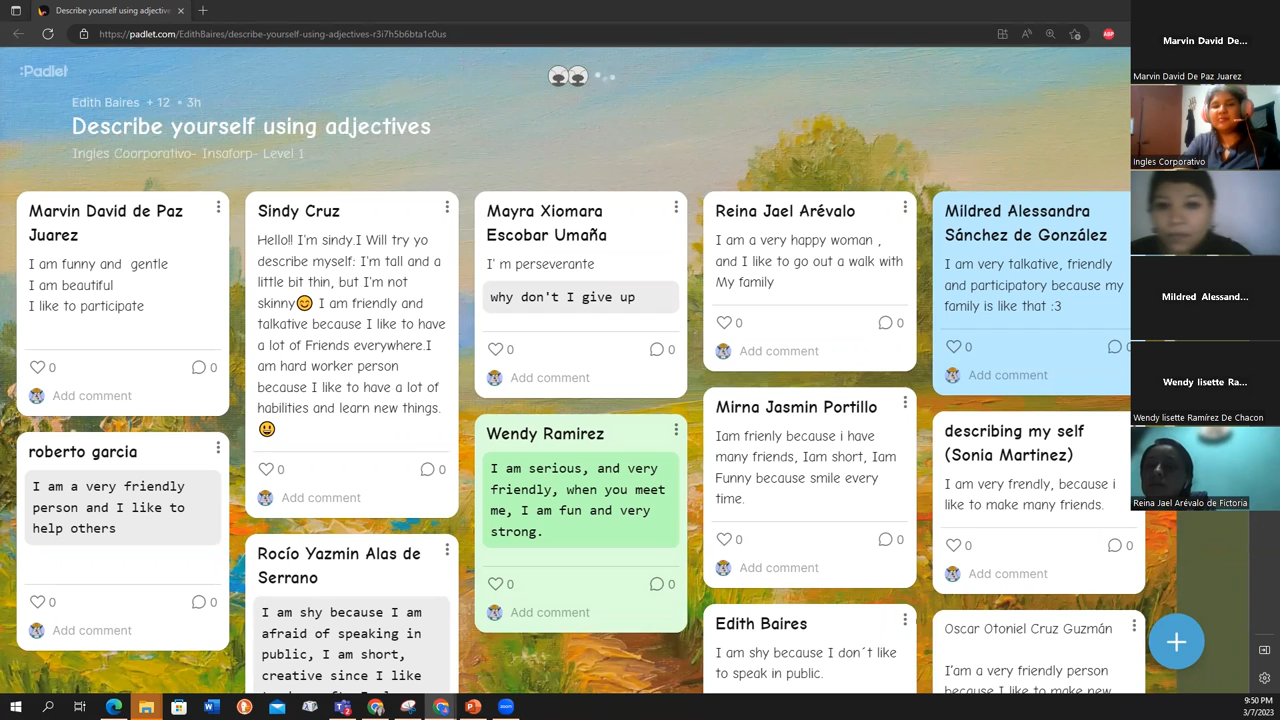 Describe yourself using adjectiv
https://padlet.com/EdithBaires/describe-yourself-using-adjectives-r3i7h5b6bta1c0us
ABP
:Padlet
Edith Baires + 12 • 3h
Describe yourself using adjectives
Ingles Coorporativo- Insaforp- Level 1
Marvin David de Paz
Juarez
I am funny and gentle
I am beautiful
I like to participate
0
0
Add comment
roberto garcia
I am a very friendly
person and I like to
help others
0
0
Add comment
Sindy Cruz
Hello!! I'm sindy.I Will try yo
describe myself: I'm tall and a
little bit thin, but I'm not
skinny😊 I am friendly and
talkative because I like to have
a lot of Friends everywhere.I
am hard worker person
because I like to have a lot of
habilities and learn new things.
😃
0
0
Add comment
Rocío Yazmin Alas de
Serrano
I am shy because I am
afraid of speaking in
public, I am short,
creative since I like
Mayra Xiomara
Escobar Umaña
I' m perseverante
why don't I give up
0
0
Add comment
Wendy Ramirez
I am serious, and very
friendly, when you meet
me, I am fun and very
strong.
0
0
Add comment
Reina Jael Arévalo
I am a very happy woman ,
and I like to go out a walk with
My family
0
0
Add comment
Mirna Jasmin Portillo
Iam frienly because i have
many friends, Iam short, Iam
Funny because smile every
time.
0
0
Add comment
Edith Baires
I am shy because I don´t like
to speak in public.
Mildred Alessandra
Sánchez de González
I am very talkative, friendly
and participatory because my
family is like that :3
0
0
Add comment
describing my self
(Sonia Martinez)
I am very frendly, because i
like to make many friends.
0
0
Add comment
Oscar Otoniel Cruz Guzmán
I'am a very friendly person
because I like to make new
Marvin David De...
Marvin David De Paz Juarez
Ingles Corporativo
Mildred Alessand...
Wendy lisette Ra...
Wendy lisette Ramírez De Chacon
Reina Jael Arévalo de Fictoria
9:50 PM
3/7/2023